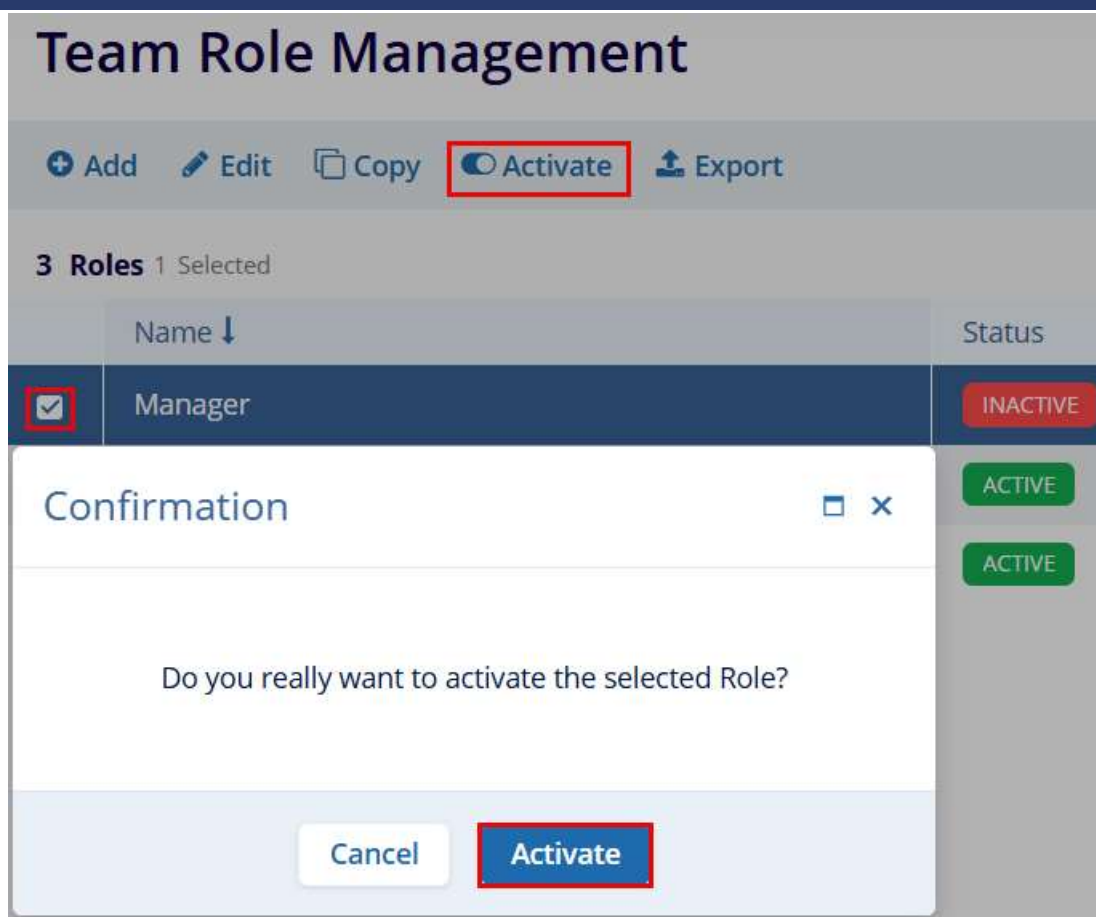 Team Role Management
Add Edit Copy Activate Export
3 Roles 1 Selected
Name Status
Manager INACTIVE
ACTIVE
Confirmation
ACTIVE
Do you really want to activate the selected Role?
Cancel Activate